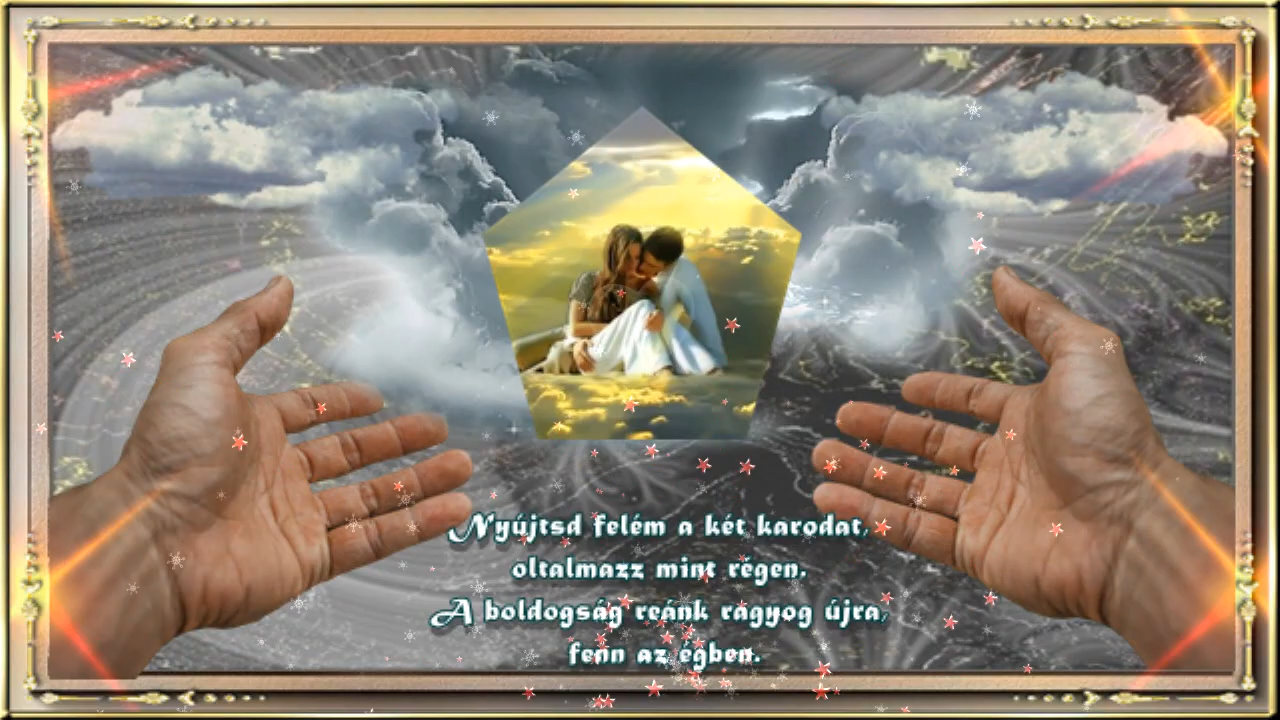 Nyújtsd felém a két karodat,
oltalmazz mint régen.
A boldogság reánk ragyog újra,
fenn az égben.